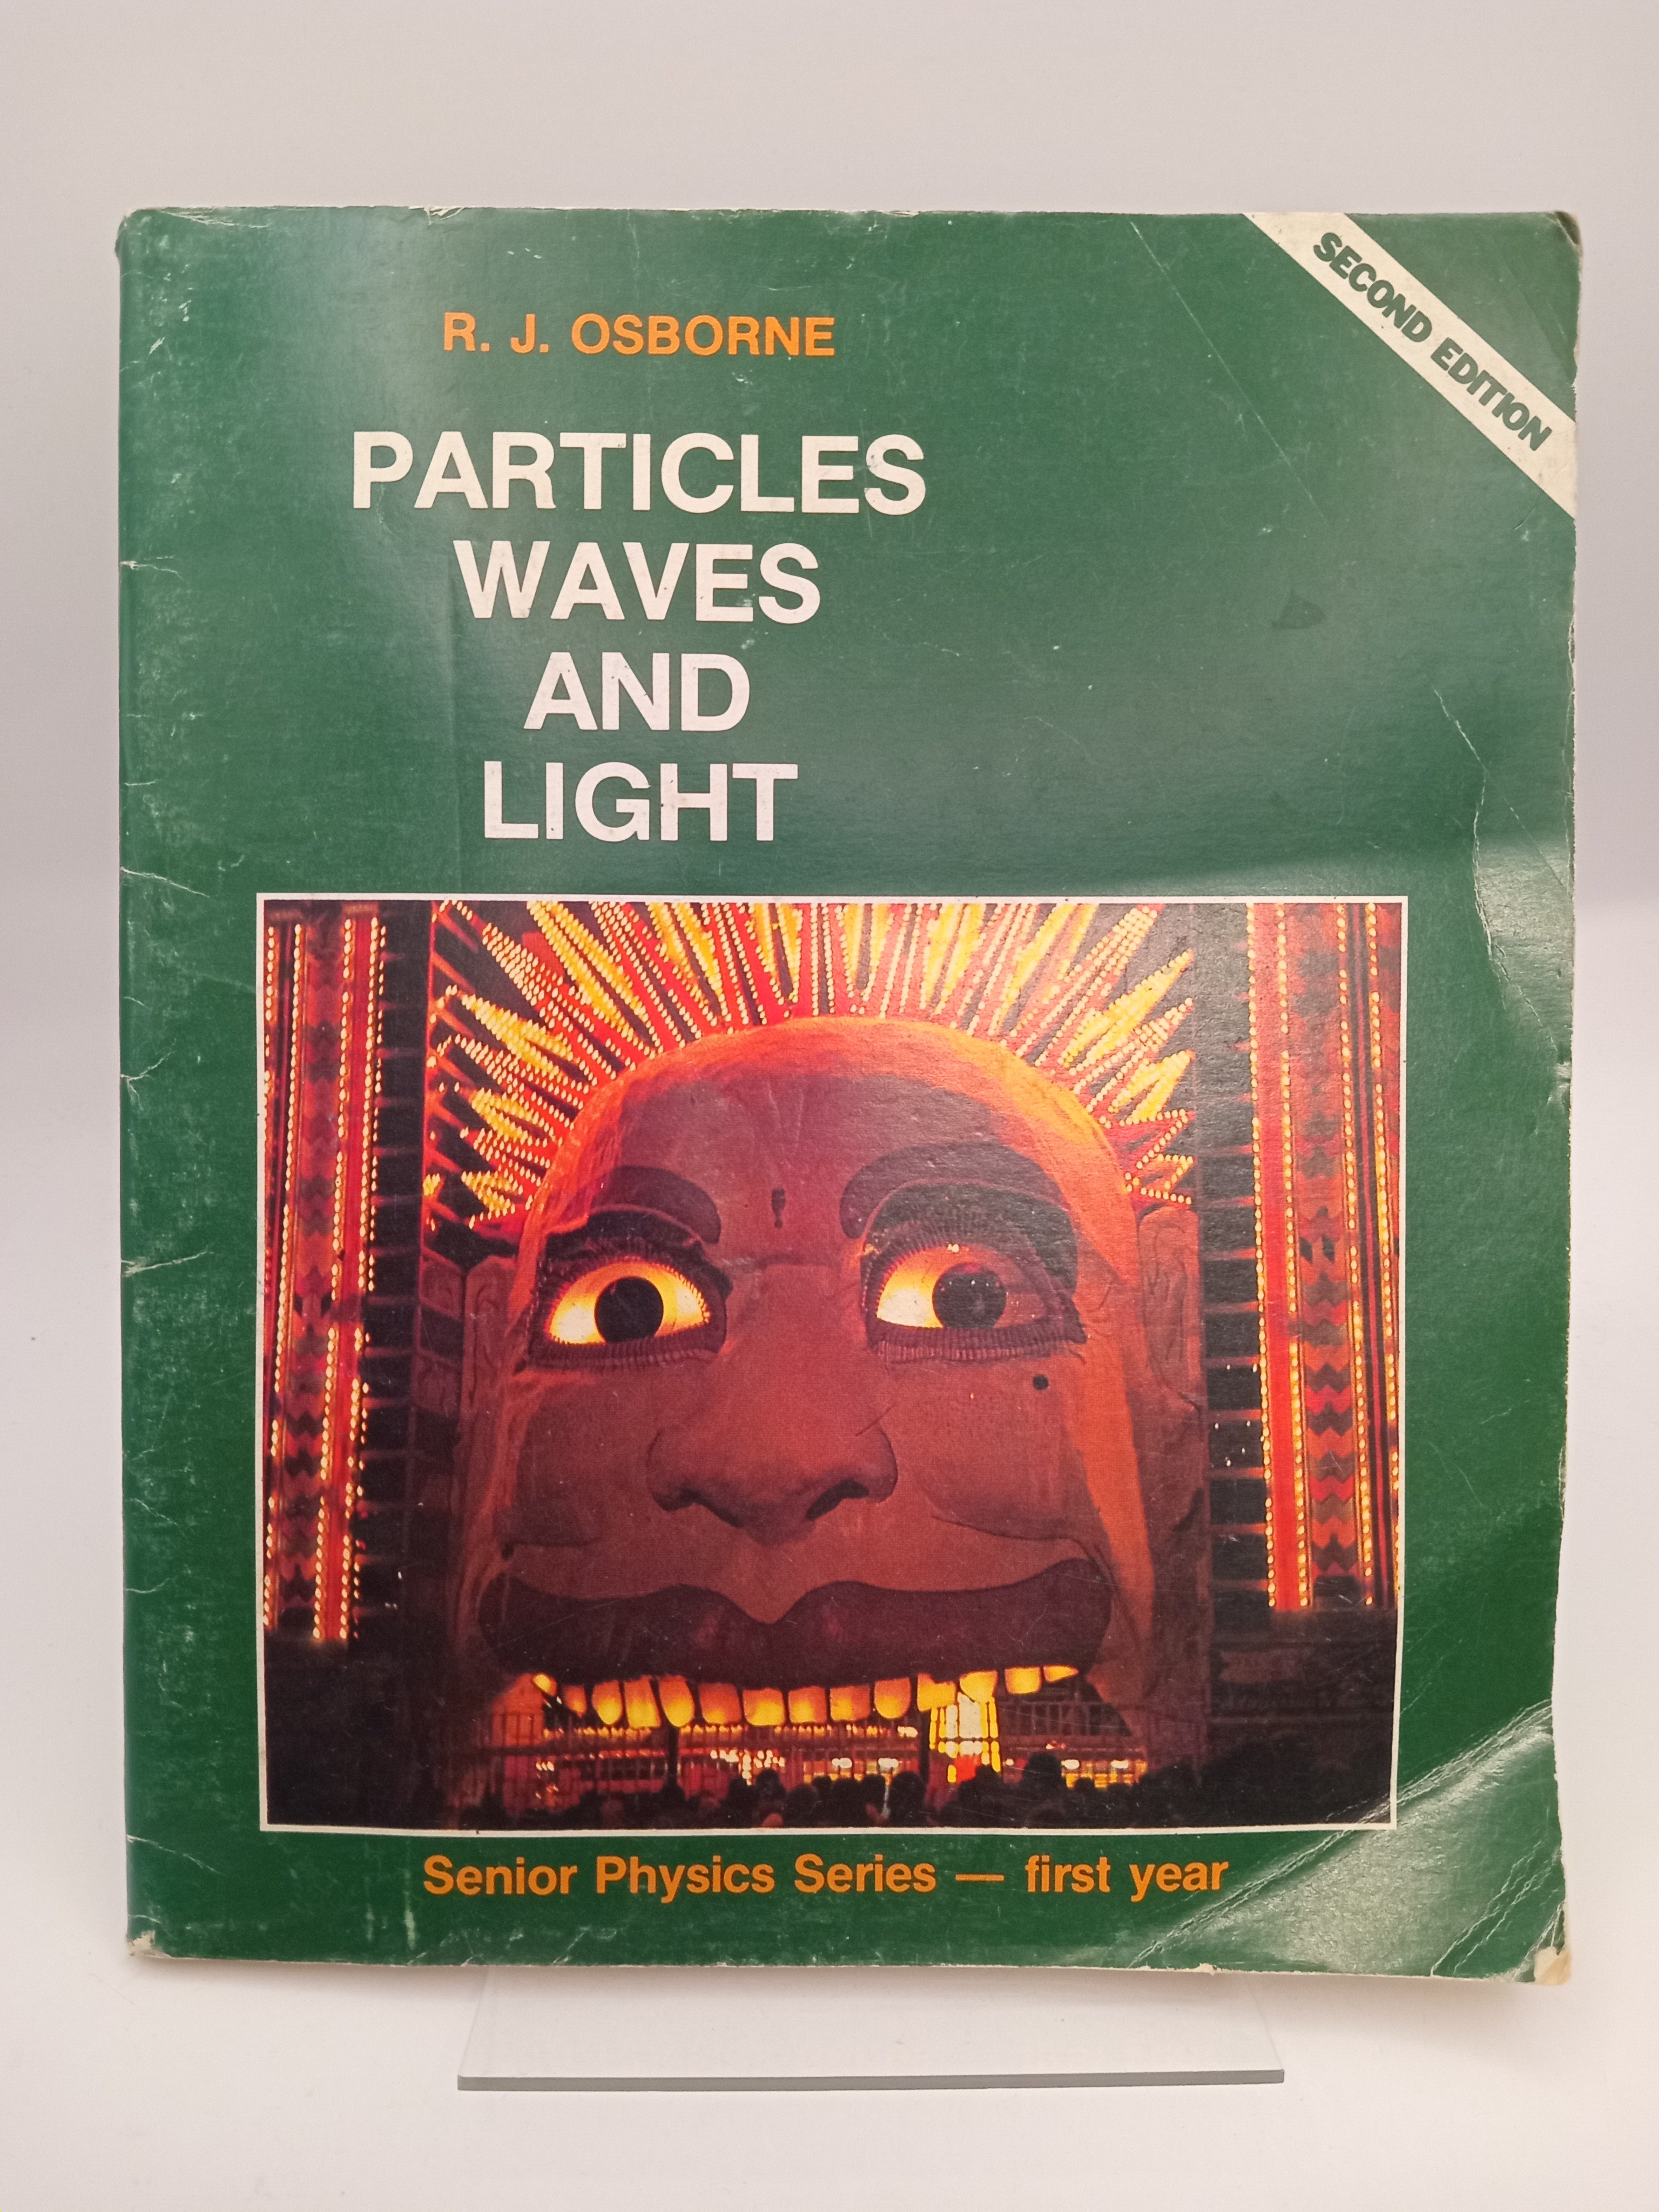 SECOND EDITION
R. J. OSBORNE
PARTICLES
WAVES
AND
LIGHT
Senior Physics Series — first year